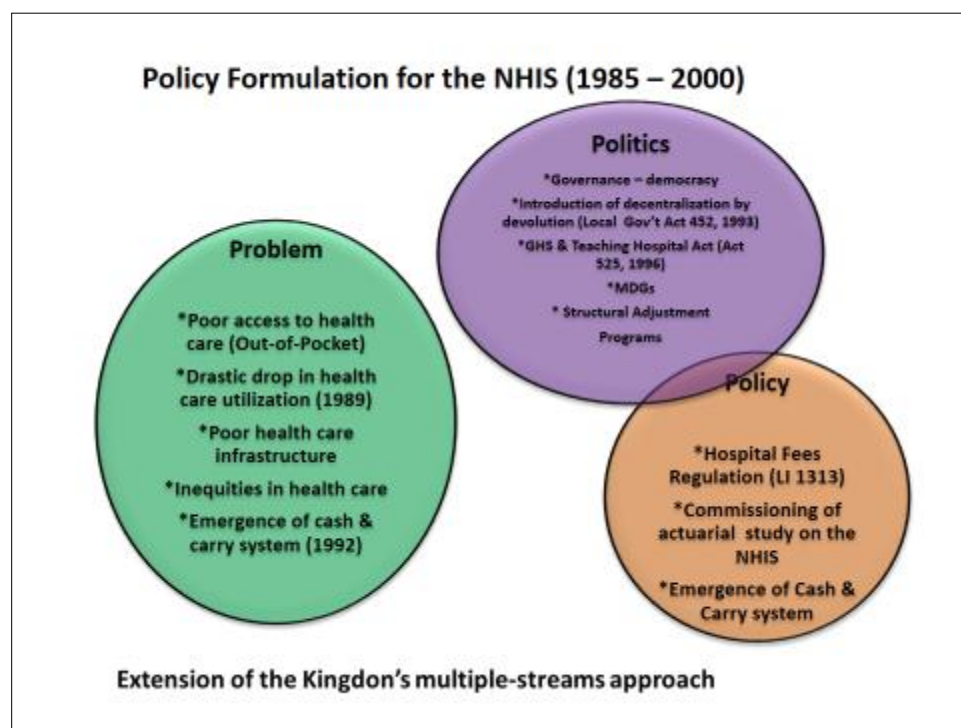 Policy Formulation for the NHIS (1985 – 2000)
Politics
*Governance – democracy
*Introduction of decentralization by
devolution (Local Gov't Act 452, 1993)
*GHS & Teaching Hospital Act (Act
525, 1996)
*MDGs
* Structural Adjustment
Programs
Problem
*Poor access to health
care (Out-of-Pocket)
*Drastic drop in health
care utilization (1989)
*Poor health care
infrastructure
*Inequities in health care
*Emergence of cash &
carry system (1992)
Policy
*Hospital Fees
Regulation (LI 1313)
*Commissioning of
actuarial study on the
NHIS
*Emergence of Cash &
Carry system
Extension of the Kingdon's multiple-streams approach